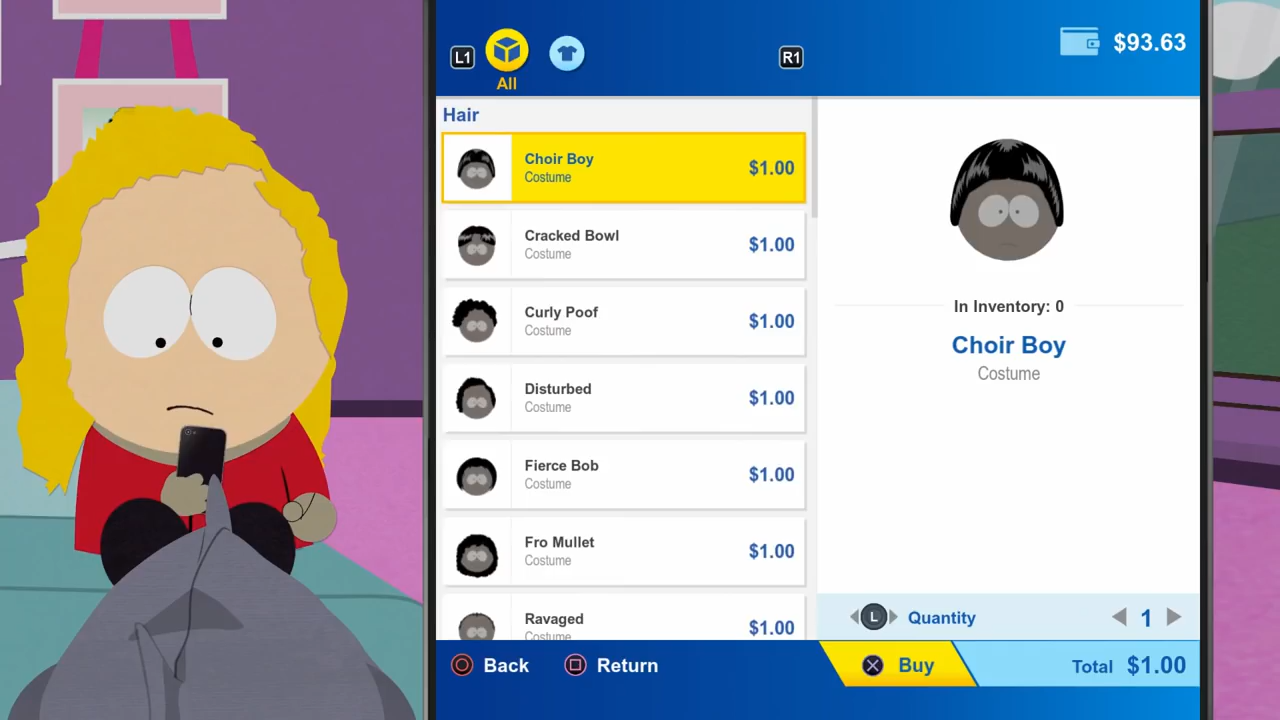 L1
All
R1
$93.63
Hair
Choir Boy
Costume
$1.00
Cracked Bowl
Costume
$1.00
Curly Poof
Costume
$1.00
Disturbed
Costume
$1.00
Fierce Bob
Costume
$1.00
Fro Mullet
Costume
$1.00
Ravaged
Costume
$1.00
In Inventory: 0
Choir Boy
Costume
L Quantity 1
Back Return Buy Total $1.00